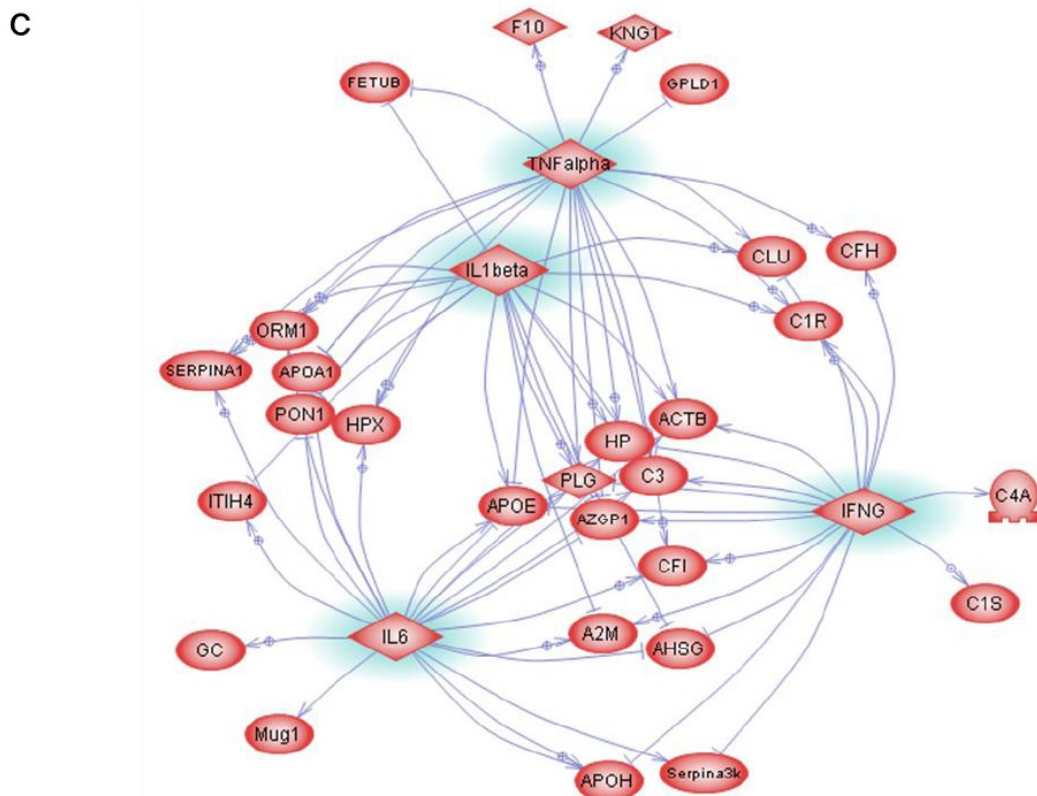 C
F10
KNG1
FETUB
GPLD1
TNFalpha
IL1beta
CLU
CFH
C1R
ORM1
SERPINA1
APOA1
PON1
HPX
HP
ACTB
PLG
C3
ITIH4
APOE
AZGP1
IFNG
C4A
CFI
C1S
IL6
A2M
AHSG
GC
Mug1
APOH
Serpina3k